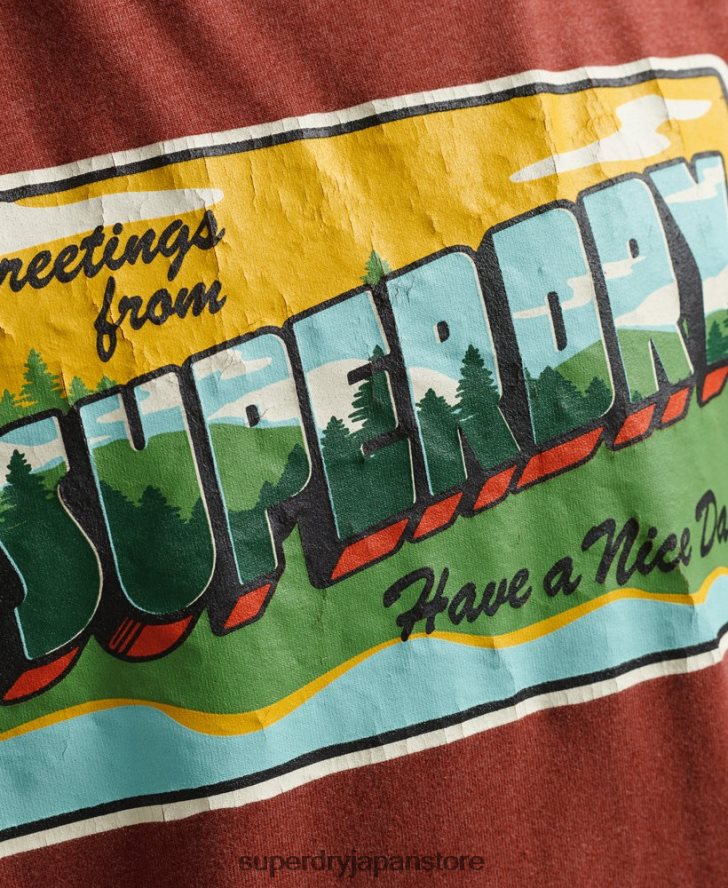 reetings
from
SUPERDRY
Have a Nice Da
superdryjapanstore